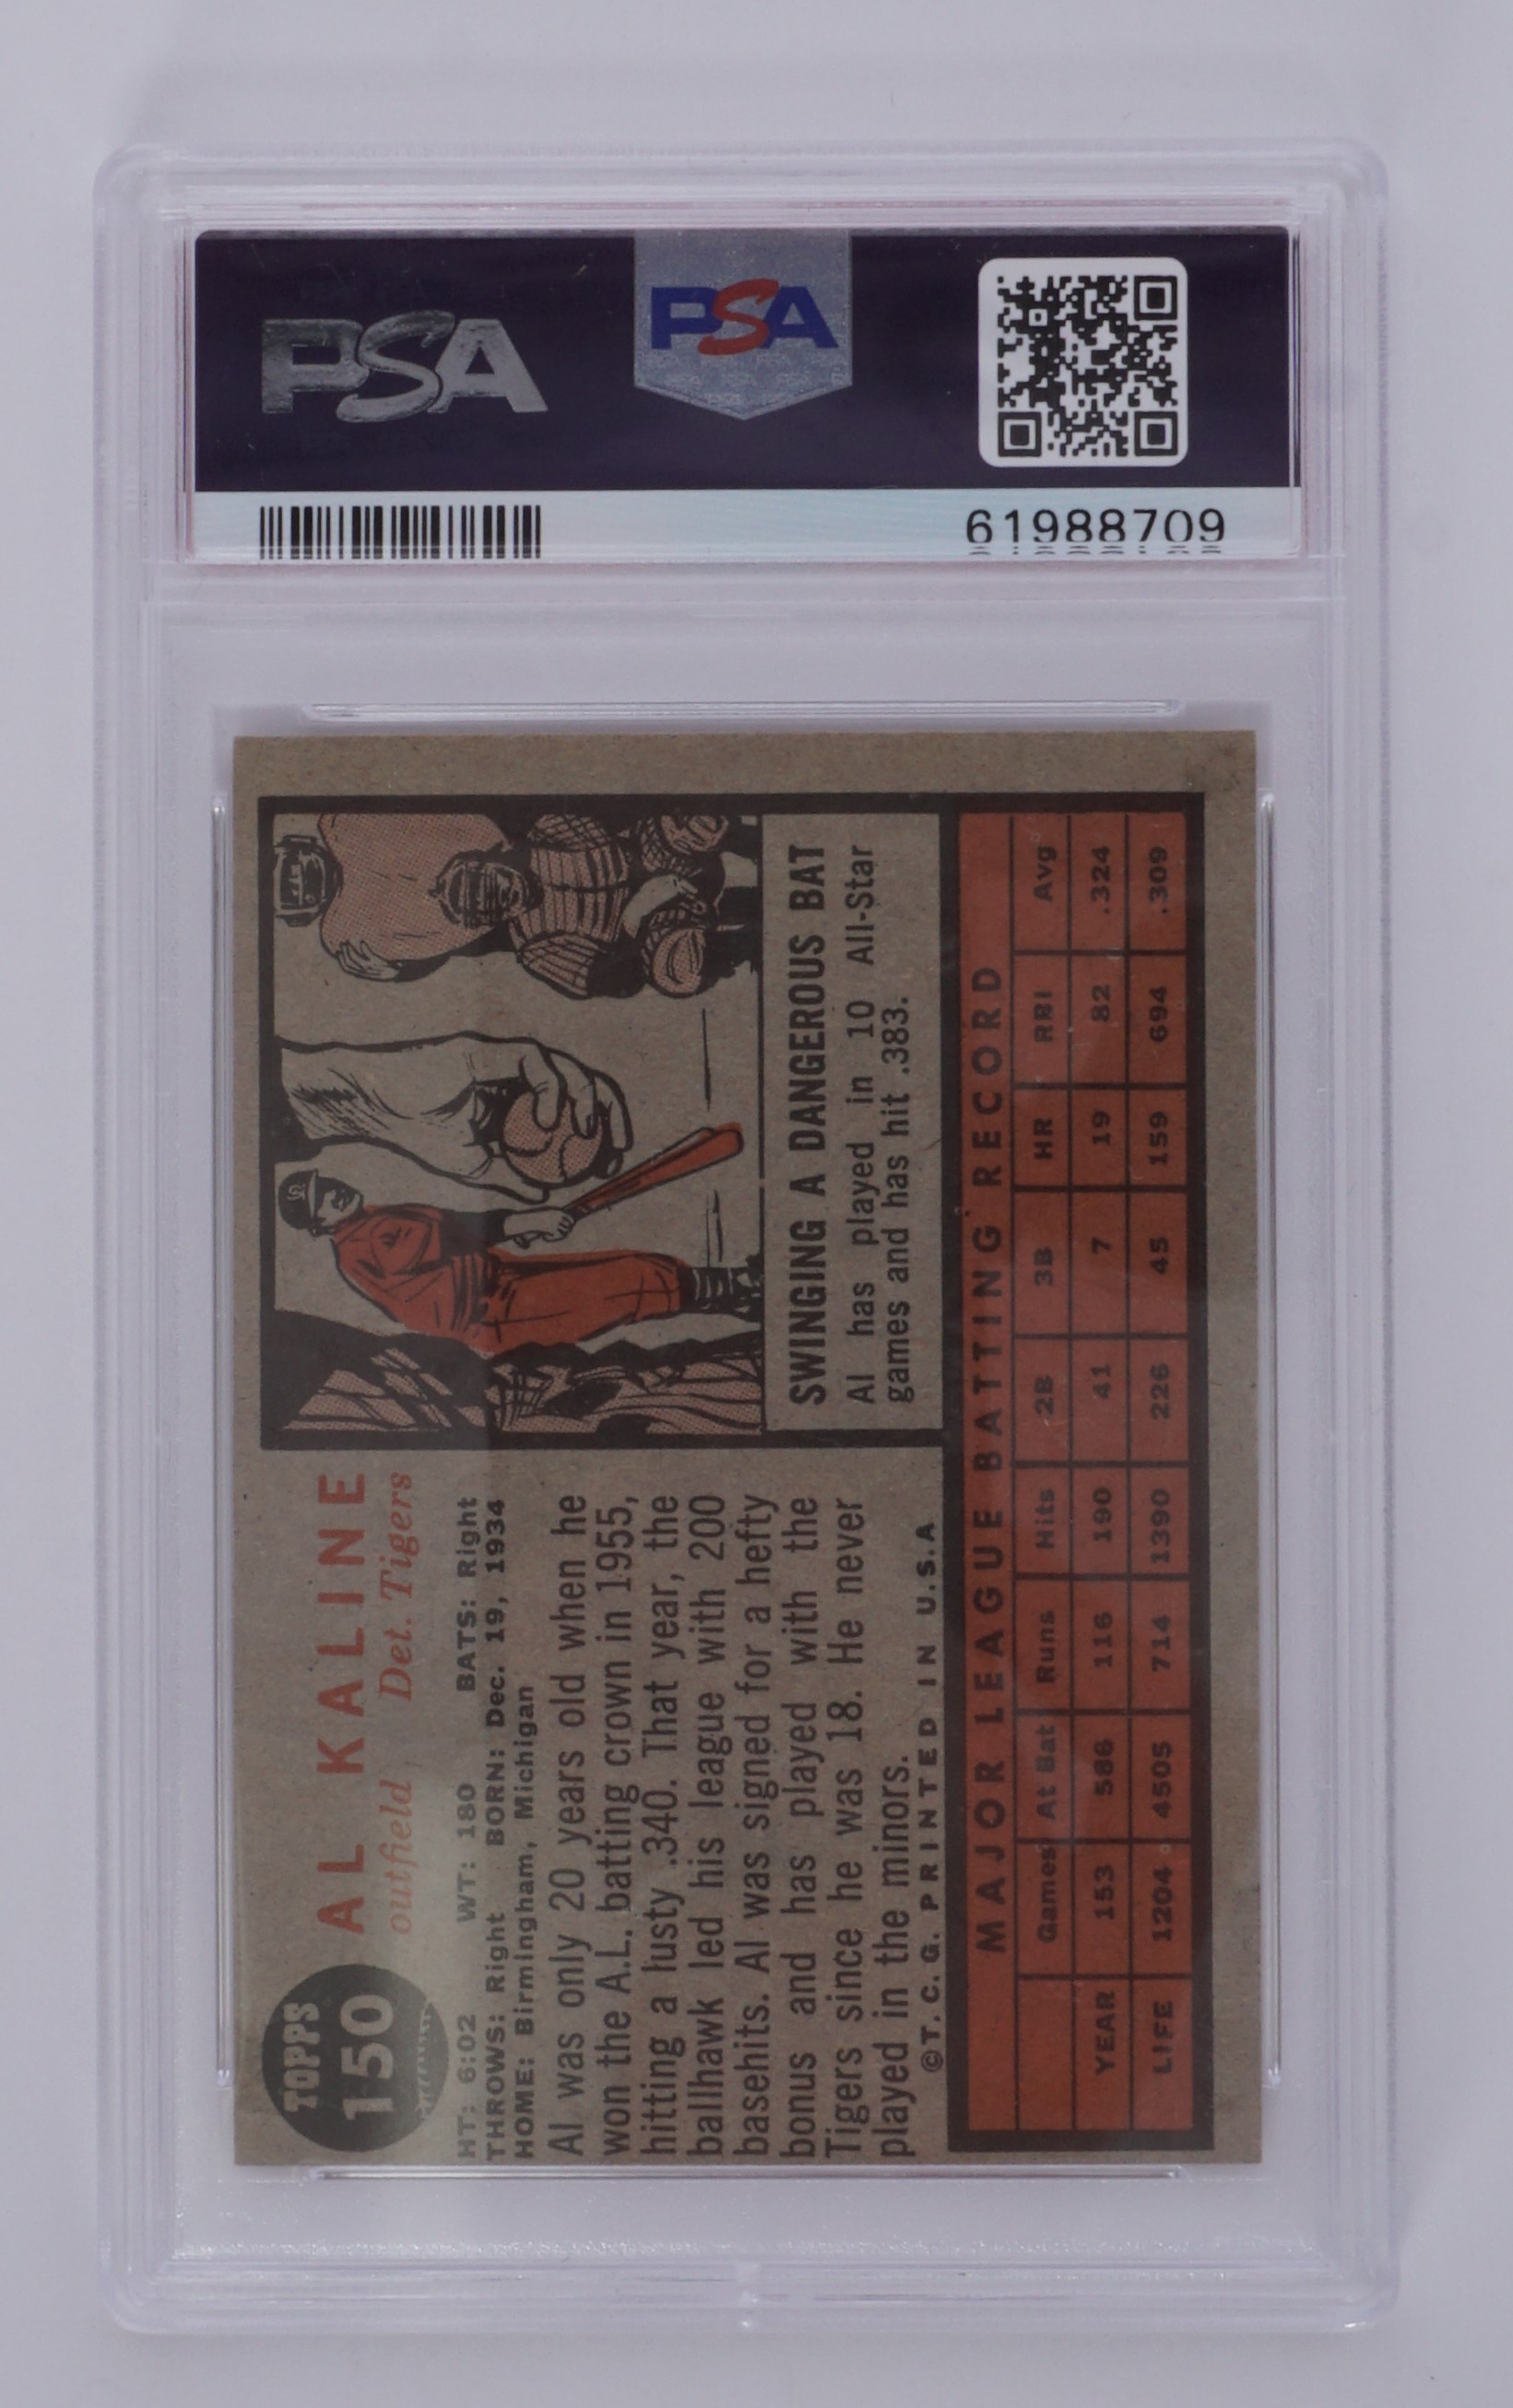 PSA
PSA
61988709
TOPPS
150
AL KALINE
outfield Det. Tigers
HT: 6:02 WT: 180 BATS: Right
THROWS: Right BORN: Dec. 19, 1934
HOME: Birmingham, Michigan
Al was only 20 years old when he
won the A.L. batting crown in 1955,
hitting a lusty .340. That year, the
ballhawk led his league with 200
basehits. Al was signed for a hefty
bonus and has played with the
Tigers since he was 18. He never
played in the minors.
©T. C. G. PRINTED IN U.S.A
SWINGING A DANGEROUS BAT
Al has played in 10 All-Star
games and has hit .383.
MAJOR LEAGUE BATTING RECORD
Games At Bat Runs Hits 2B 3B HR RBI Avg
YEAR 153 586 116 190 41 7 19 82 .324
LIFE 1204 4505 714 1390 226 45 159 694 .309